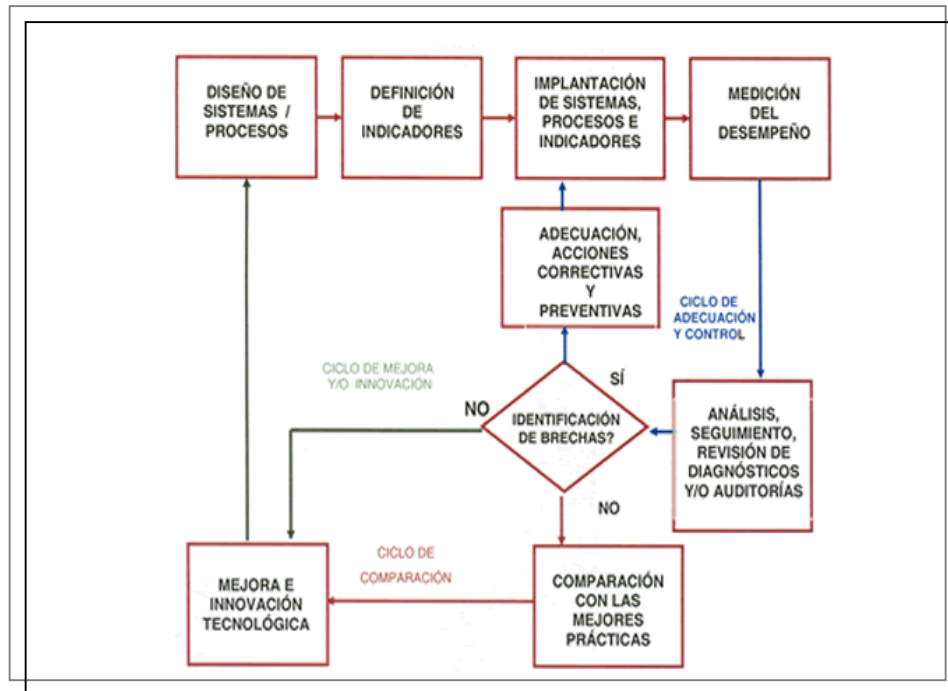 DISEÑO DE
SISTEMAS /
PROCESOS
DEFINICIÓN
DE
INDICADORES
IMPLANTACIÓN
DE SISTEMAS,
PROCESOS E
INDICADORES
MEDICIÓN
DEL
DESEMPEÑO
ADECUACIÓN,
ACCIONES
CORRECTIVAS
Y
PREVENTIVAS
CICLO DE
ADECUACIÓN
Y CONTROL
CICLO DE MEJORA
Y/O INNOVACIÓN
SÍ
NO
IDENTIFICACIÓN
DE BRECHAS?
ANÁLISIS,
SEGUIMIENTO,
REVISIÓN DE
DIAGNÓSTICOS
Y/O AUDITORÍAS
NO
CICLO DE
COMPARACIÓN
MEJORA E
INNOVACIÓN
TECNOLÓGICA
COMPARACIÓN
CON LAS
MEJORES
PRÁCTICAS